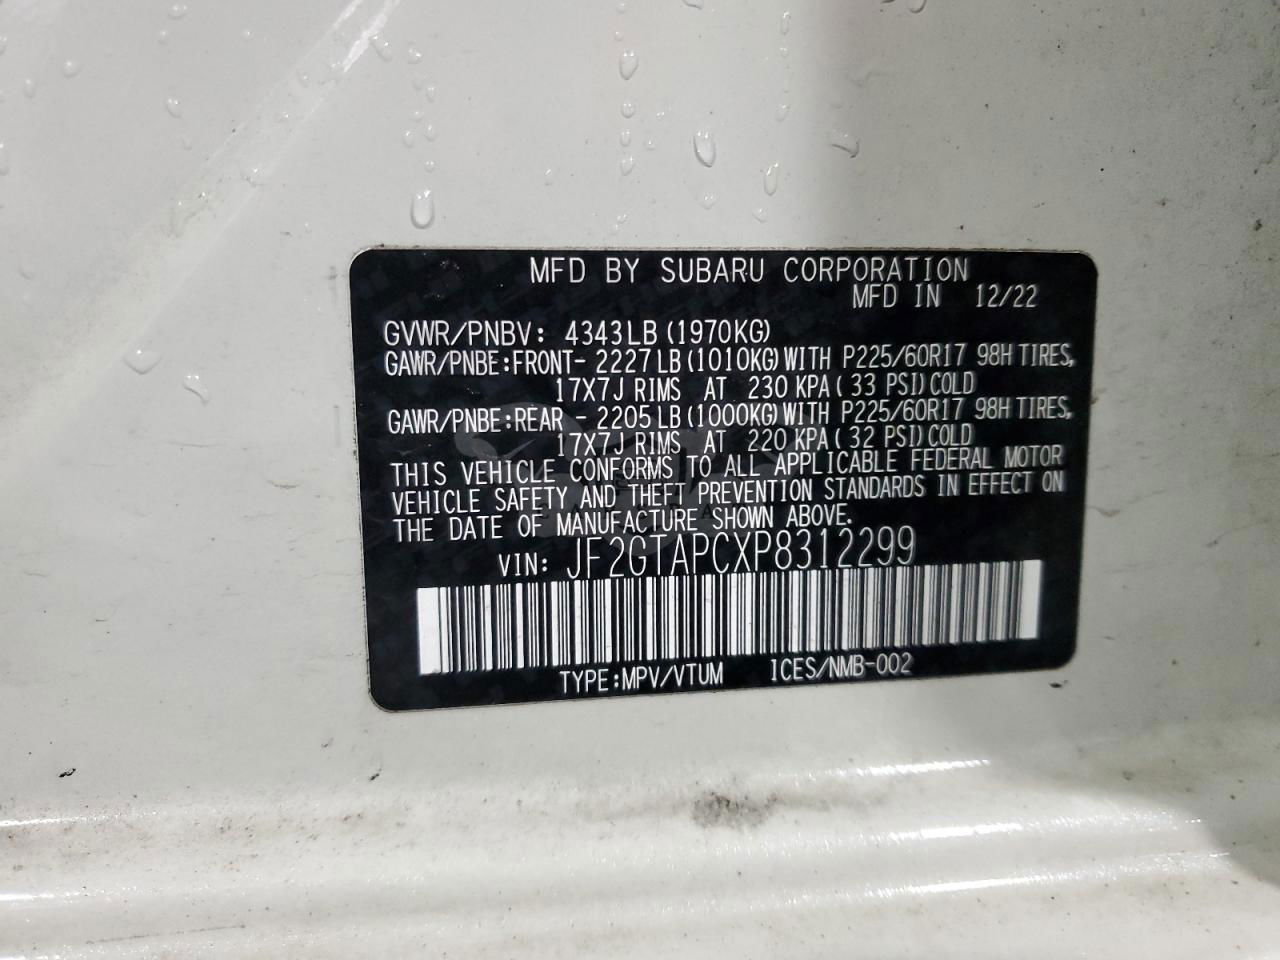 MFD BY SUBARU CORPORATION
MFD IN 12/22
GVWR/PNBV: 4343LB (1970KG)
GAWR/PNBE:FRONT- 2227LB (1010KG) WITH P225/60R17 98H TIRES,
17X7J RIMS AT 230 KPA ( 33 PSI) COLD
GAWR/PNBE:REAR - 2205LB (1000KG) WITH P225/60R17 98H TIRES,
17X7J RIMS AT 220 KPA ( 32 PSI) COLD
THIS VEHICLE CONFORMS TO ALL APPLICABLE FEDERAL MOTOR
VEHICLE SAFETY AND THEFT PREVENTION STANDARDS IN EFFECT ON
THE DATE OF MANUFACTURE SHOWN ABOVE.
VIN: JF2GTAPCXP8312299
TYPE:MPV/VTUM ICES/NMB-002